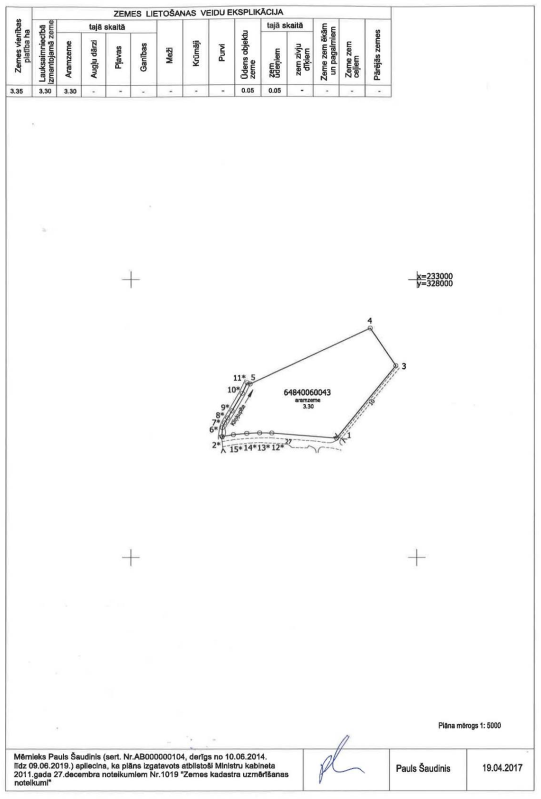 ZEMES LIETOŠANAS VEIDU EKSPLIKĀCIJA
Zemes vienības platība ha
Lauksaimniecībā izmantojamā zeme
tajā skaitā
Aramzeme
Augļu dārzi
Pļavas
Ganības
Meži
Krūmāji
Purvi
Ūdens objektu zeme
tajā skaitā
zem ūdeņiem
zem zivju dīķiem
Zeme zem ēkām un pagalmiem
Zeme zem ceļiem
Pārējās zemes
3.35 3.30 3.30 - - - - - - 0.05 0.05 - - - -
x=233000
y=328000
4
3
11* 5
10*
64840060043
aramzeme
3.30
9*
8*
7*
6*
2*
1
15* 14* 13* 12*
Plāna mērogs 1: 5000
Mērnieks Pauls Šaudinis (sert. Nr.AB000000104, derīgs no 10.06.2014.
līdz 09.06.2019.) apliecina, ka plāns izgatavots atbilstoši Ministru kabineta
2011.gada 27.decembra noteikumiem Nr.1019 "Zemes kadastra uzmērīšanas
noteikumi"
Pauls Šaudinis
19.04.2017